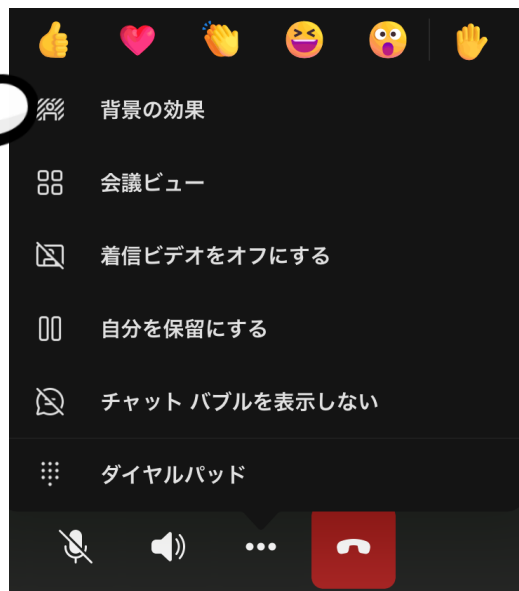 背景の効果
会議ビュー
着信ビデオをオフにする
自分を保留にする
チャット バブルを表示しない
ダイヤルパッド